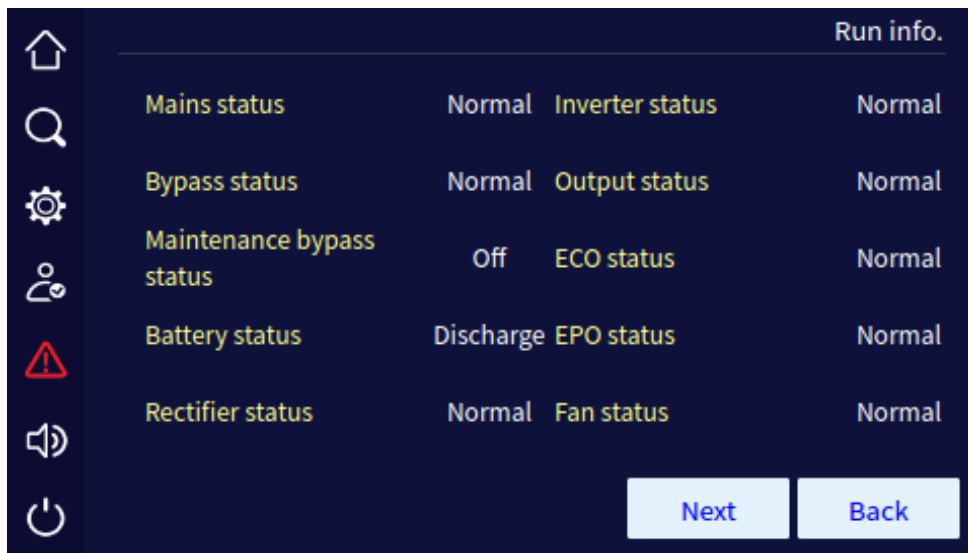 Run info.
Mains status Normal Inverter status Normal
Bypass status Normal Output status Normal
Maintenance bypass
status Off ECO status Normal
Battery status Discharge EPO status Normal
Rectifier status Normal Fan status Normal
Next Back